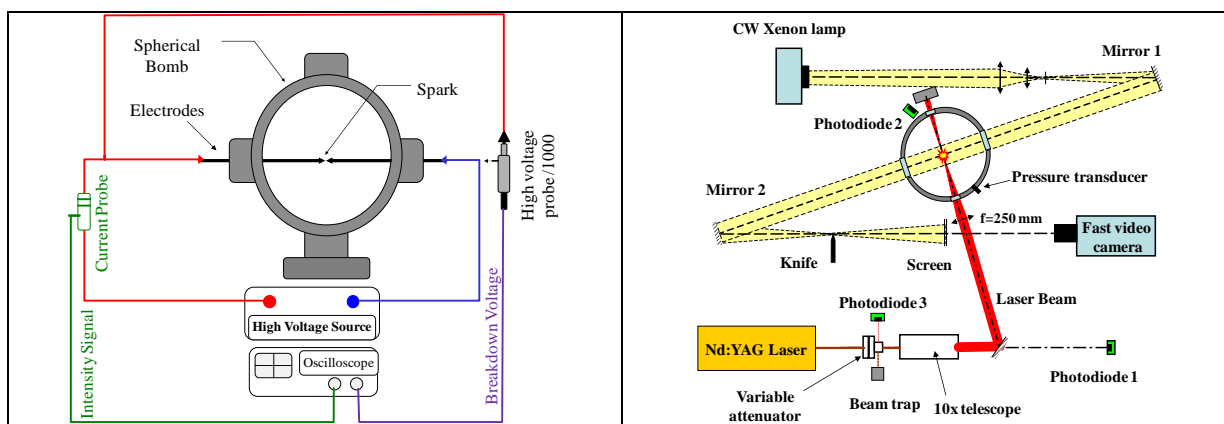 Spherical
Bomb
Spark
Electrodes
High voltage
probe /1000
Current Probe
High Voltage Source
Oscilloscope
Intensity Signal
Breakdown Voltage
CW Xenon lamp
Mirror 1
Photodiode 2
Pressure transducer
Mirror 2
f=250 mm
Fast video
camera
Knife
Screen
Laser Beam
Photodiode 3
Nd:YAG Laser
Variable
attenuator
Beam trap
10x telescope
Photodiode 1